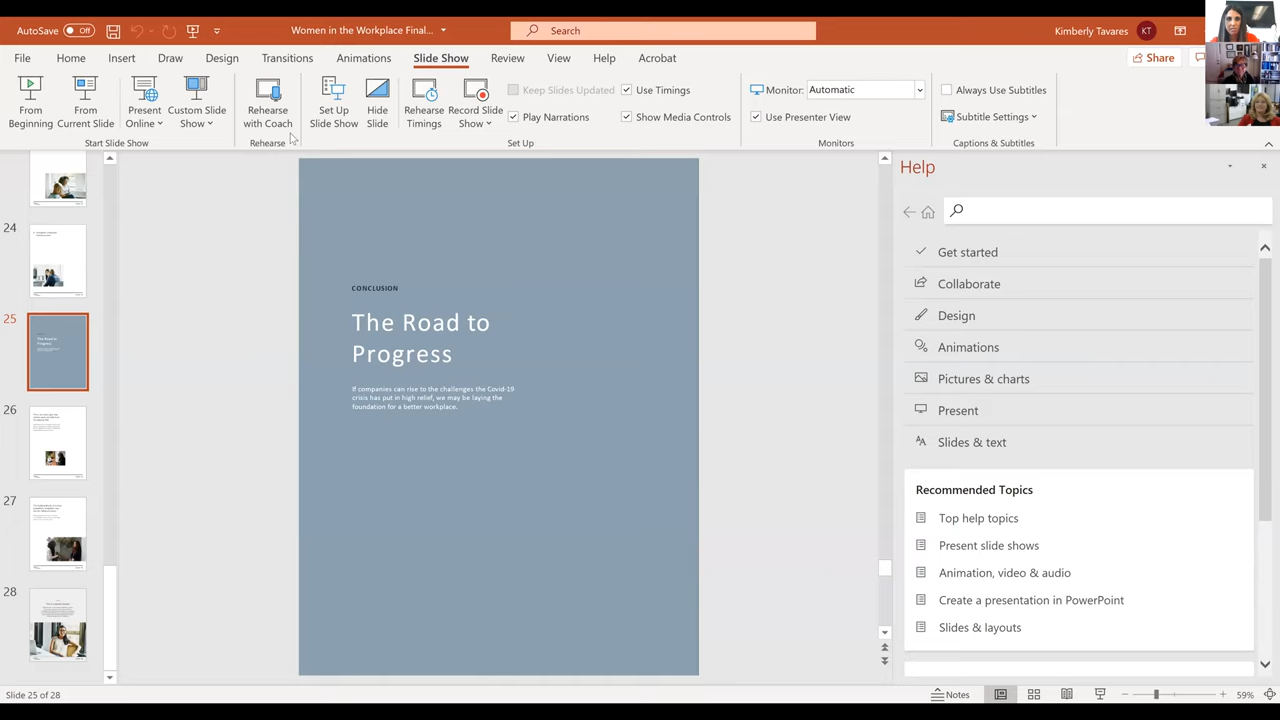 AutoSave Off
Women in the Workplace Final...
Search
Kimberly Tavares KT
File Home Insert Draw Design Transitions Animations Slide Show Review View Help Acrobat
Share
From Beginning
From Current Slide
Present Online
Custom Slide Show
Start Slide Show
Rehearse with Coach
Rehearse
Set Up Slide Show
Hide Slide
Rehearse Timings
Record Slide Show
Keep Slides Updated
Play Narrations
Use Timings
Show Media Controls
Set Up
Monitor: Automatic
Use Presenter View
Monitors
Always Use Subtitles
Subtitle Settings
Captions & Subtitles
24
25
The Road to
Progress
26
27
28
CONCLUSION
The Road to
Progress
If companies can rise to the challenges the Covid-19
crisis has put in high relief, we may be laying the
foundation for a better workplace.
Help
Get started
Collaborate
Design
Animations
Pictures & charts
Present
Slides & text
Recommended Topics
Top help topics
Present slide shows
Animation, video & audio
Create a presentation in PowerPoint
Slides & layouts
Slide 25 of 28
Notes
59%